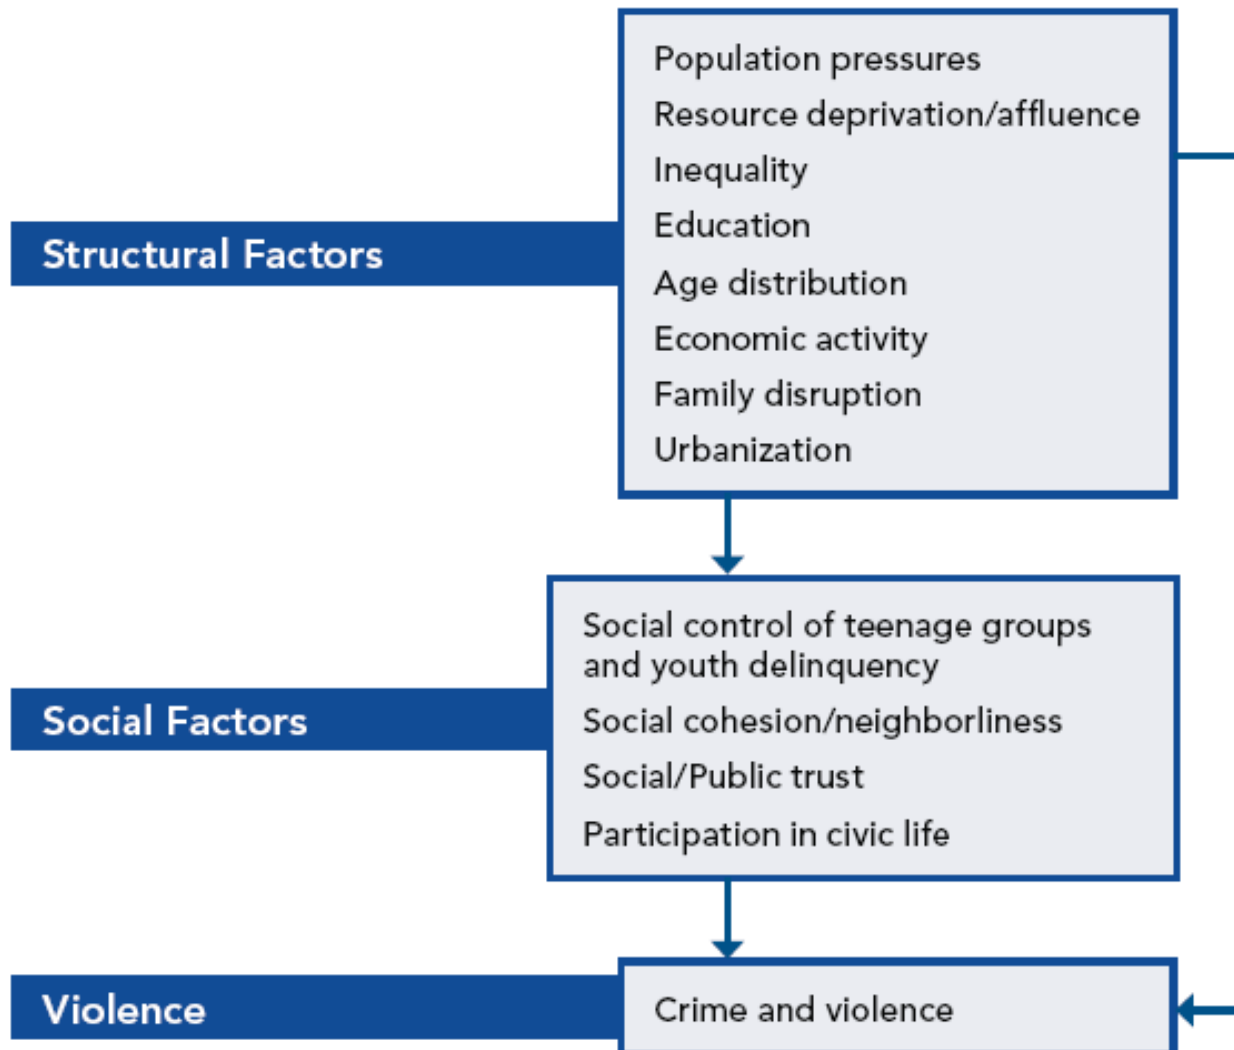 Population pressures
Resource deprivation/affluence
Inequality
Education
Age distribution
Economic activity
Family disruption
Urbanization
Structural Factors
Social control of teenage groups
and youth delinquency
Social cohesion/neighborliness
Social/Public trust
Participation in civic life
Social Factors
Crime and violence
Violence